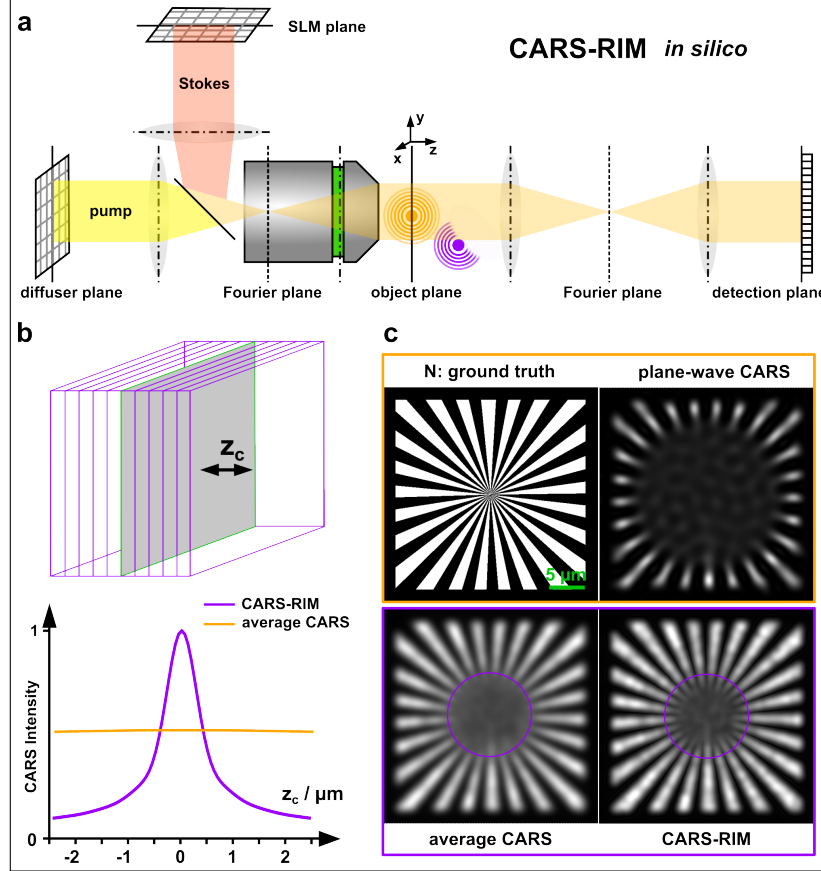 a
SLM plane
CARS-RIM in silico
Stokes
y
x
z
pump
diffuser plane
Fourier plane
object plane
Fourier plane
detection plane
b
z_c
CARS-RIM
average CARS
1
CARS Intensity
z_c / µm
0
-2 -1 0 1 2
c
N: ground truth
plane-wave CARS
5 µm
average CARS
CARS-RIM